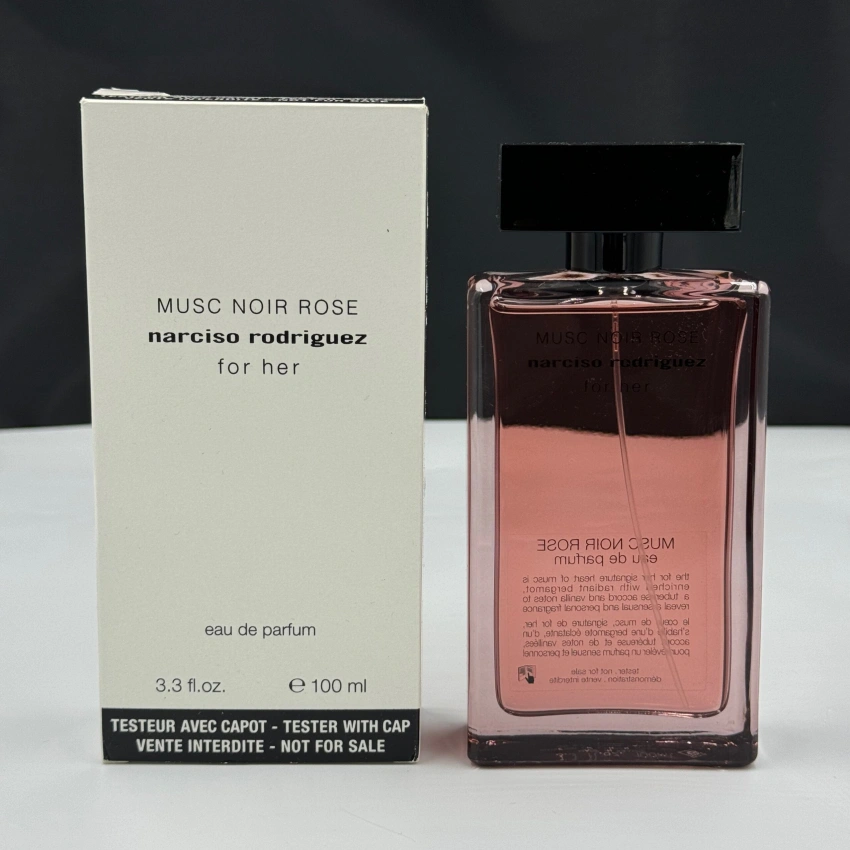 MUSC NOIR ROSE
narciso rodriguez
for her
eau de parfum
3.3 fl.oz. ℮ 100 ml
TESTEUR AVEC CAPOT - TESTER WITH CAP
VENTE INTERDITE - NOT FOR SALE
MUSC NOIR ROSE
narciso rodriguez
for her
MUSC NOIR ROSE
eau de parfum
the for her signature heart of musc is
enriched with radiant bergamot,
a tuberose accord and vanilla notes to
reveal a sensual and personal fragrance
le cœur de musc, signature de for her,
s'habille d'une bergamote éclatante, d'un
accord tubéreuse et de notes vanillées,
pour révéler un parfum sensuel et personnel
tester . not for sale
démonstration . vente interdite